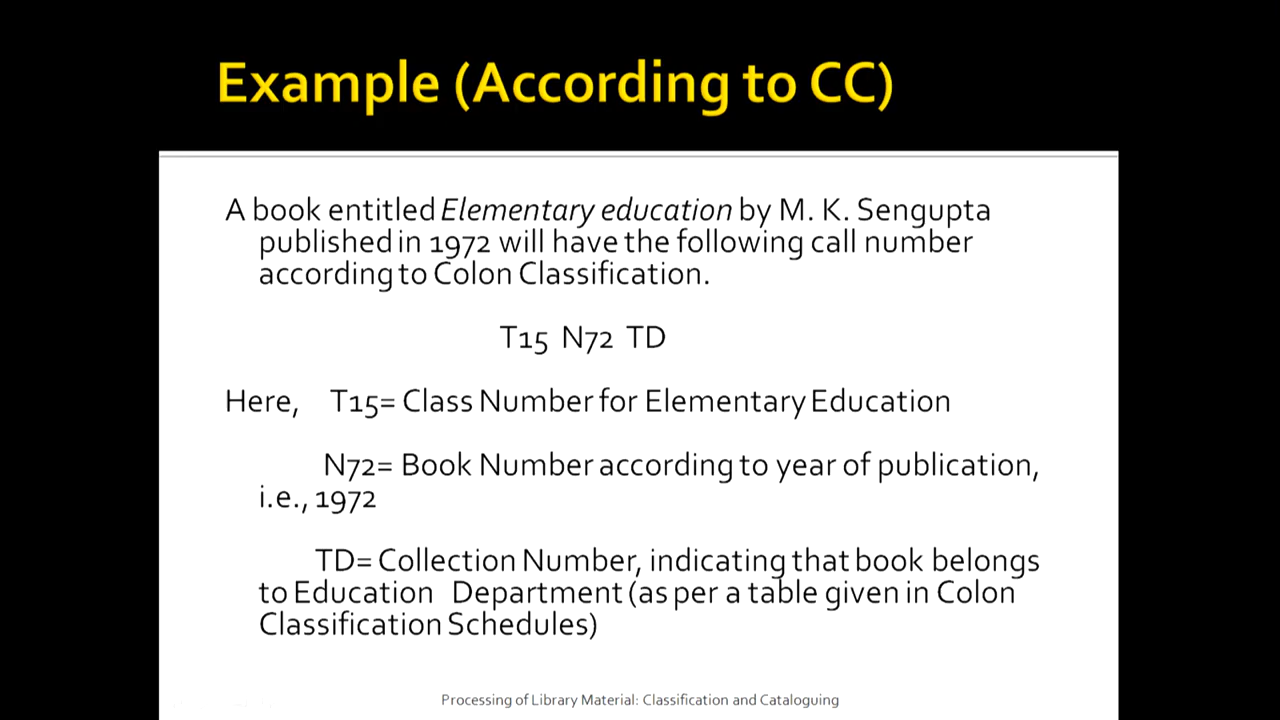 Example (According to CC)
A book entitled Elementary education by M. K. Sengupta
published in 1972 will have the following call number
according to Colon Classification.
T15 N72 TD
Here, T15= Class Number for Elementary Education
N72= Book Number according to year of publication,
i.e., 1972
TD= Collection Number, indicating that book belongs
to Education Department (as per a table given in Colon
Classification Schedules)
Processing of Library Material: Classification and Cataloguing